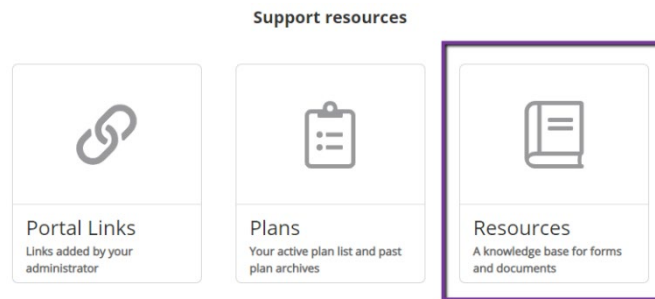 Support resources
Portal Links
Links added by your
administrator
Plans
Your active plan list and past
plan archives
Resources
A knowledge base for forms
and documents